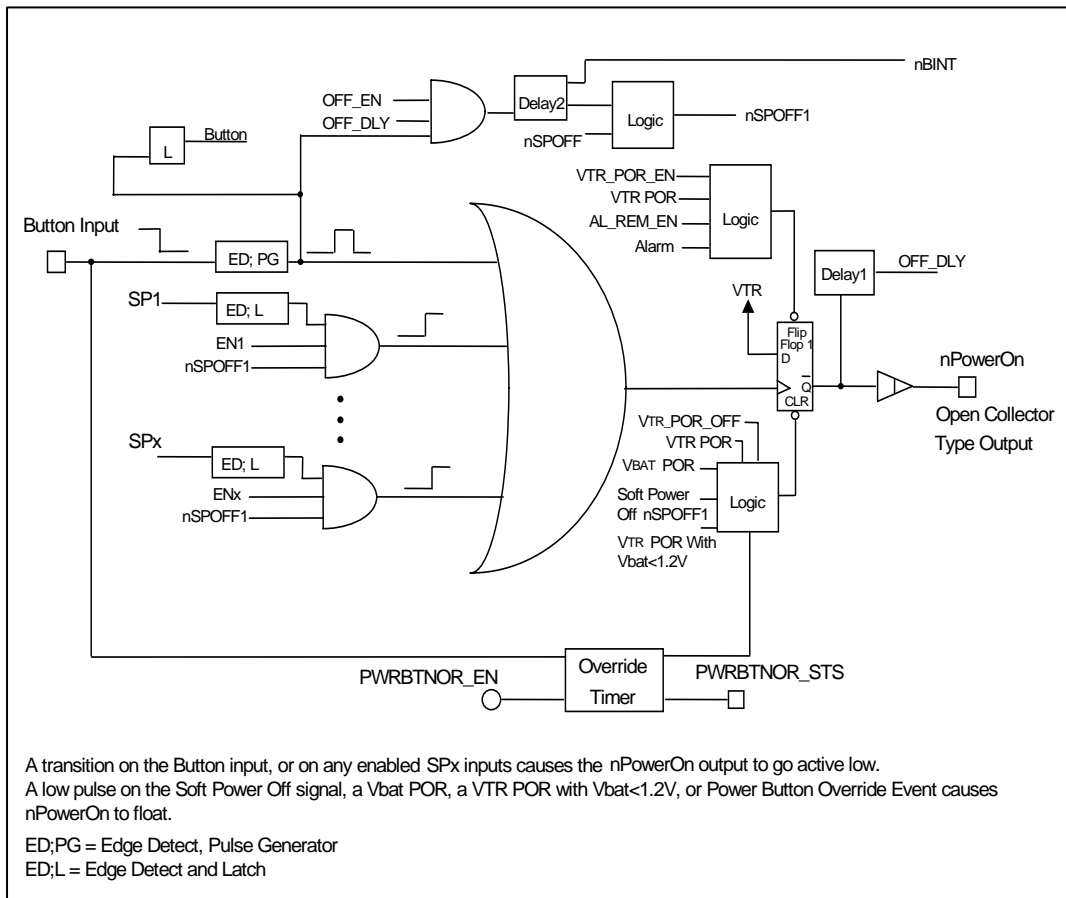 nBINT
OFF_EN
OFF_DLY
Delay2
Logic
nSPOFF1
nSPOFF
Button
L
VTR_POR_EN
VTR POR
AL_REM_EN
Alarm
Logic
Button Input
ED; PG
Delay1
OFF_DLY
SP1
ED; L
EN1
nSPOFF1
VTR
Flip
Flop 1
D
Q
CLR
nPowerOn
Open Collector
Type Output
SPx
ED; L
ENx
nSPOFF1
VTR_POR_OFF
VTR POR
VBAT POR
Soft Power
Off nSPOFF1
Logic
VTR POR With
Vbat<1.2V
PWRBTNOR_EN
Override
Timer
PWRBTNOR_STS
A transition on the Button input, or on any enabled SPx inputs causes the nPowerOn output to go active low.
A low pulse on the Soft Power Off signal, a Vbat POR, a VTR POR with Vbat<1.2V, or Power Button Override Event causes
nPowerOn to float.
ED;PG = Edge Detect, Pulse Generator
ED;L = Edge Detect and Latch